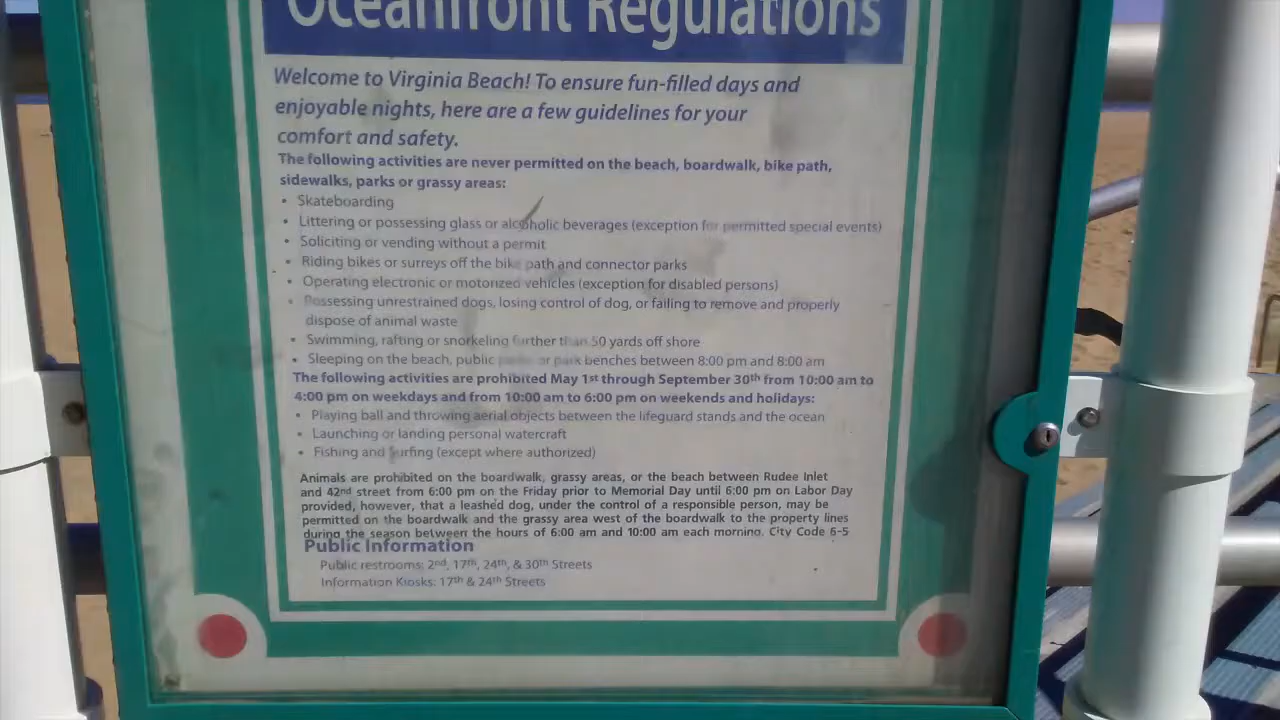 Oceanfront Regulations
Welcome to Virginia Beach! To ensure fun-filled days and
enjoyable nights, here are a few guidelines for your
comfort and safety.
The following activities are never permitted on the beach, boardwalk, bike path,
sidewalks, parks or grassy areas:
• Skateboarding
• Littering or possessing glass or alcoholic beverages (exception for permitted special events)
• Soliciting or vending without a permit
• Riding bikes or surreys off the bike path and connector parks
• Operating electronic or motorized vehicles (exception for disabled persons)
• Possessing unrestrained dogs, losing control of dog, or failing to remove and properly
dispose of animal waste
• Swimming, rafting or snorkeling further than 50 yards off shore
• Sleeping on the beach, public parks or park benches between 8:00 pm and 8:00 am
The following activities are prohibited May 1st through September 30th from 10:00 am to
4:00 pm on weekdays and from 10:00 am to 6:00 pm on weekends and holidays:
• Playing ball and throwing aerial objects between the lifeguard stands and the ocean
• Launching or landing personal watercraft
• Fishing and surfing (except where authorized)
Animals are prohibited on the boardwalk, grassy areas, or the beach between Rudee Inlet
and 42nd street from 6:00 pm on the Friday prior to Memorial Day until 6:00 pm on Labor Day
provided, however, that a leashed dog, under the control of a responsible person, may be
permitted on the boardwalk and the grassy area west of the boardwalk to the property lines
during the season between the hours of 6:00 am and 10:00 am each morning. City Code 6-5
Public Information
Public restrooms: 2nd, 17th, 24th, & 30th Streets
Information Kiosks: 17th & 24th Streets